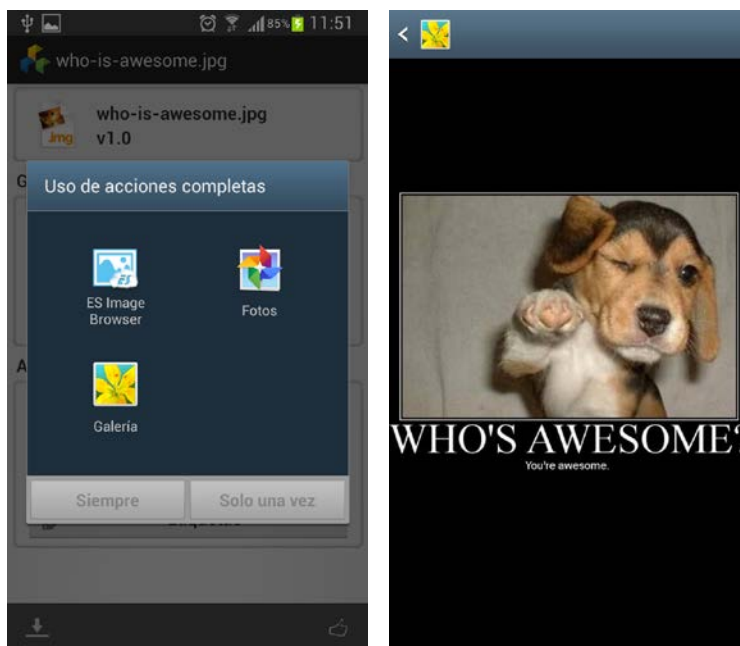 85% 11:51
who-is-awesome.jpg
who-is-awesome.jpg
v1.0
.img
G
Uso de acciones completas
ES
ES Image
Browser
Fotos
A
Galería
Siempre
Solo una vez
WHO'S AWESOME?
You're awesome.